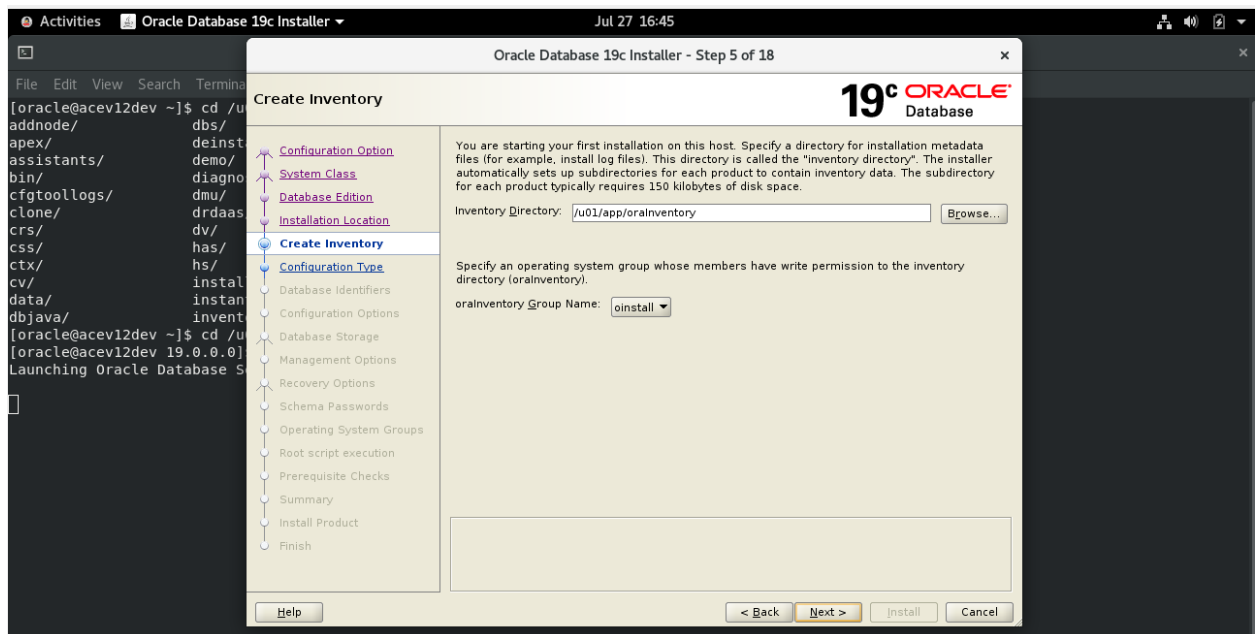 Activities Oracle Database 19c Installer Jul 27 16:45
Oracle Database 19c Installer - Step 5 of 18
File Edit View Search Termina
[oracle@acev12dev ~]$ cd /u
addnode/ dbs/
apex/ deinst
assistants/ demo/
bin/ diagno
cfgtoollogs/ dmu/
clone/ drdaas
crs/ dv/
css/ has/
ctx/ hs/
cv/ instal
data/ instan
dbjava/ invent
[oracle@acev12dev ~]$ cd /u
[oracle@acev12dev 19.0.0.0]
Launching Oracle Database S
Create Inventory
19c ORACLE
Database
Configuration Option
System Class
Database Edition
Installation Location
Create Inventory
Configuration Type
Database Identifiers
Configuration Options
Database Storage
Management Options
Recovery Options
Schema Passwords
Operating System Groups
Root script execution
Prerequisite Checks
Summary
Install Product
Finish
You are starting your first installation on this host. Specify a directory for installation metadata
files (for example, install log files). This directory is called the "inventory directory". The installer
automatically sets up subdirectories for each product to contain inventory data. The subdirectory
for each product typically requires 150 kilobytes of disk space.
Inventory Directory: /u01/app/oraInventory Browse...
Specify an operating system group whose members have write permission to the inventory
directory (oraInventory).
oraInventory Group Name: oinstall
Help < Back Next > Install Cancel